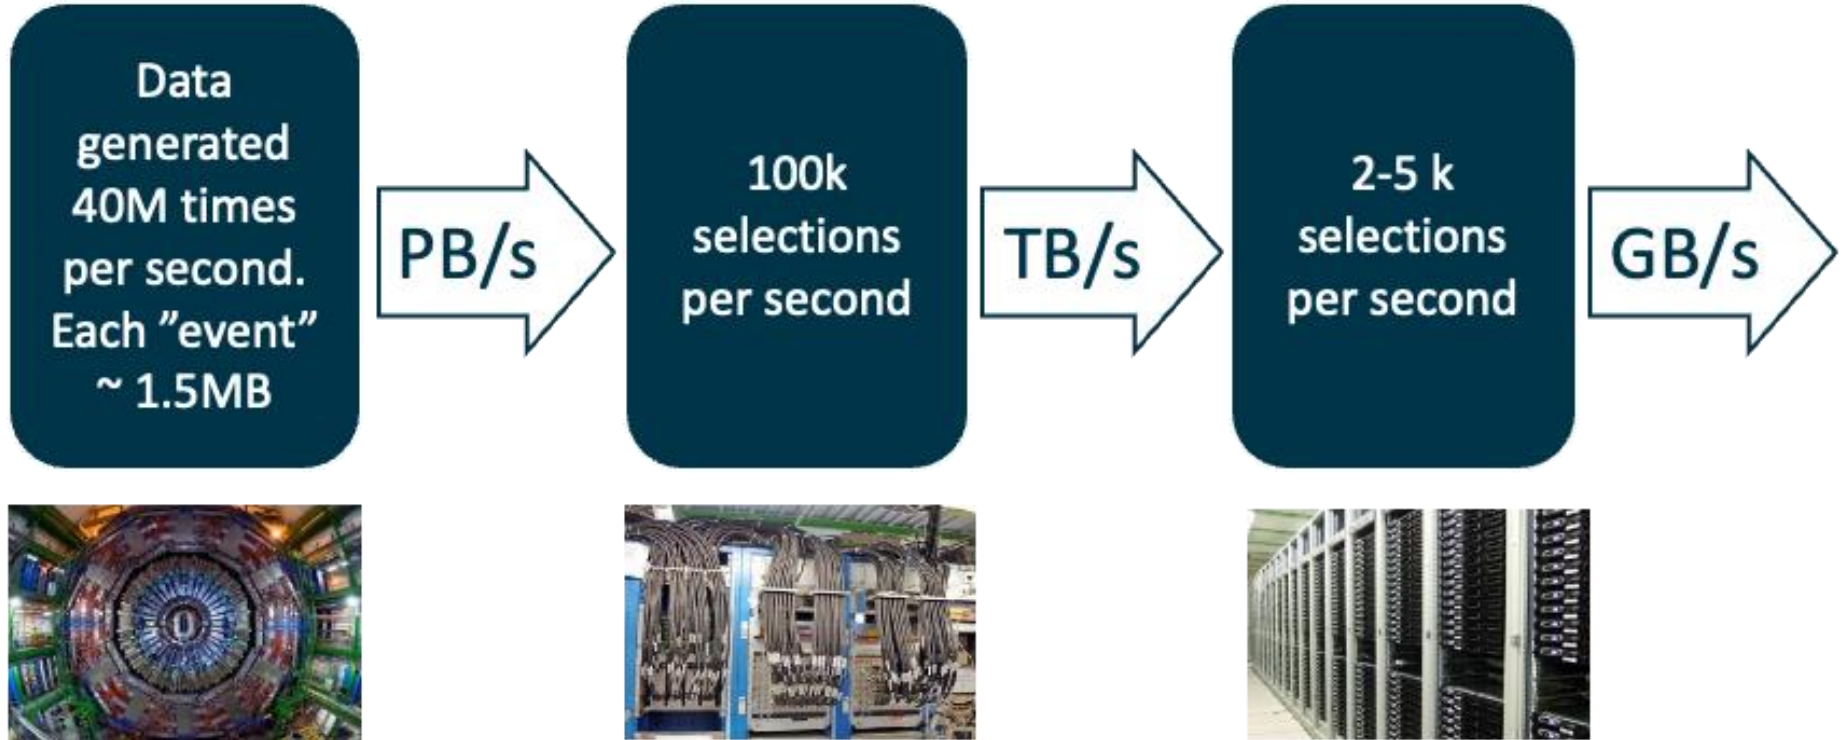 Data
generated
40M times
per second.
Each ”event”
~ 1.5MB
PB/s
100k
selections
per second
TB/s
2-5 k
selections
per second
GB/s